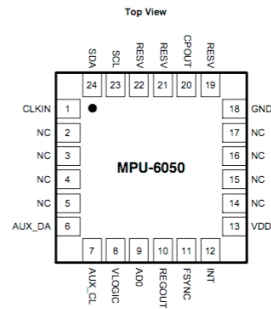 Top View
SDA
SCL
RESV
RESV
CPOUT
RESV
24 23 22 21 20 19
CLKIN 1
NC 2
NC 3
NC 4
NC 5
AUX_DA 6
MPU-6050
18 GND
17 NC
16 NC
15 NC
14 NC
13 VDD
7 8 9 10 11 12
AUX_CL
VLOGIC
AD0
REGOUT
FSYNC
INT